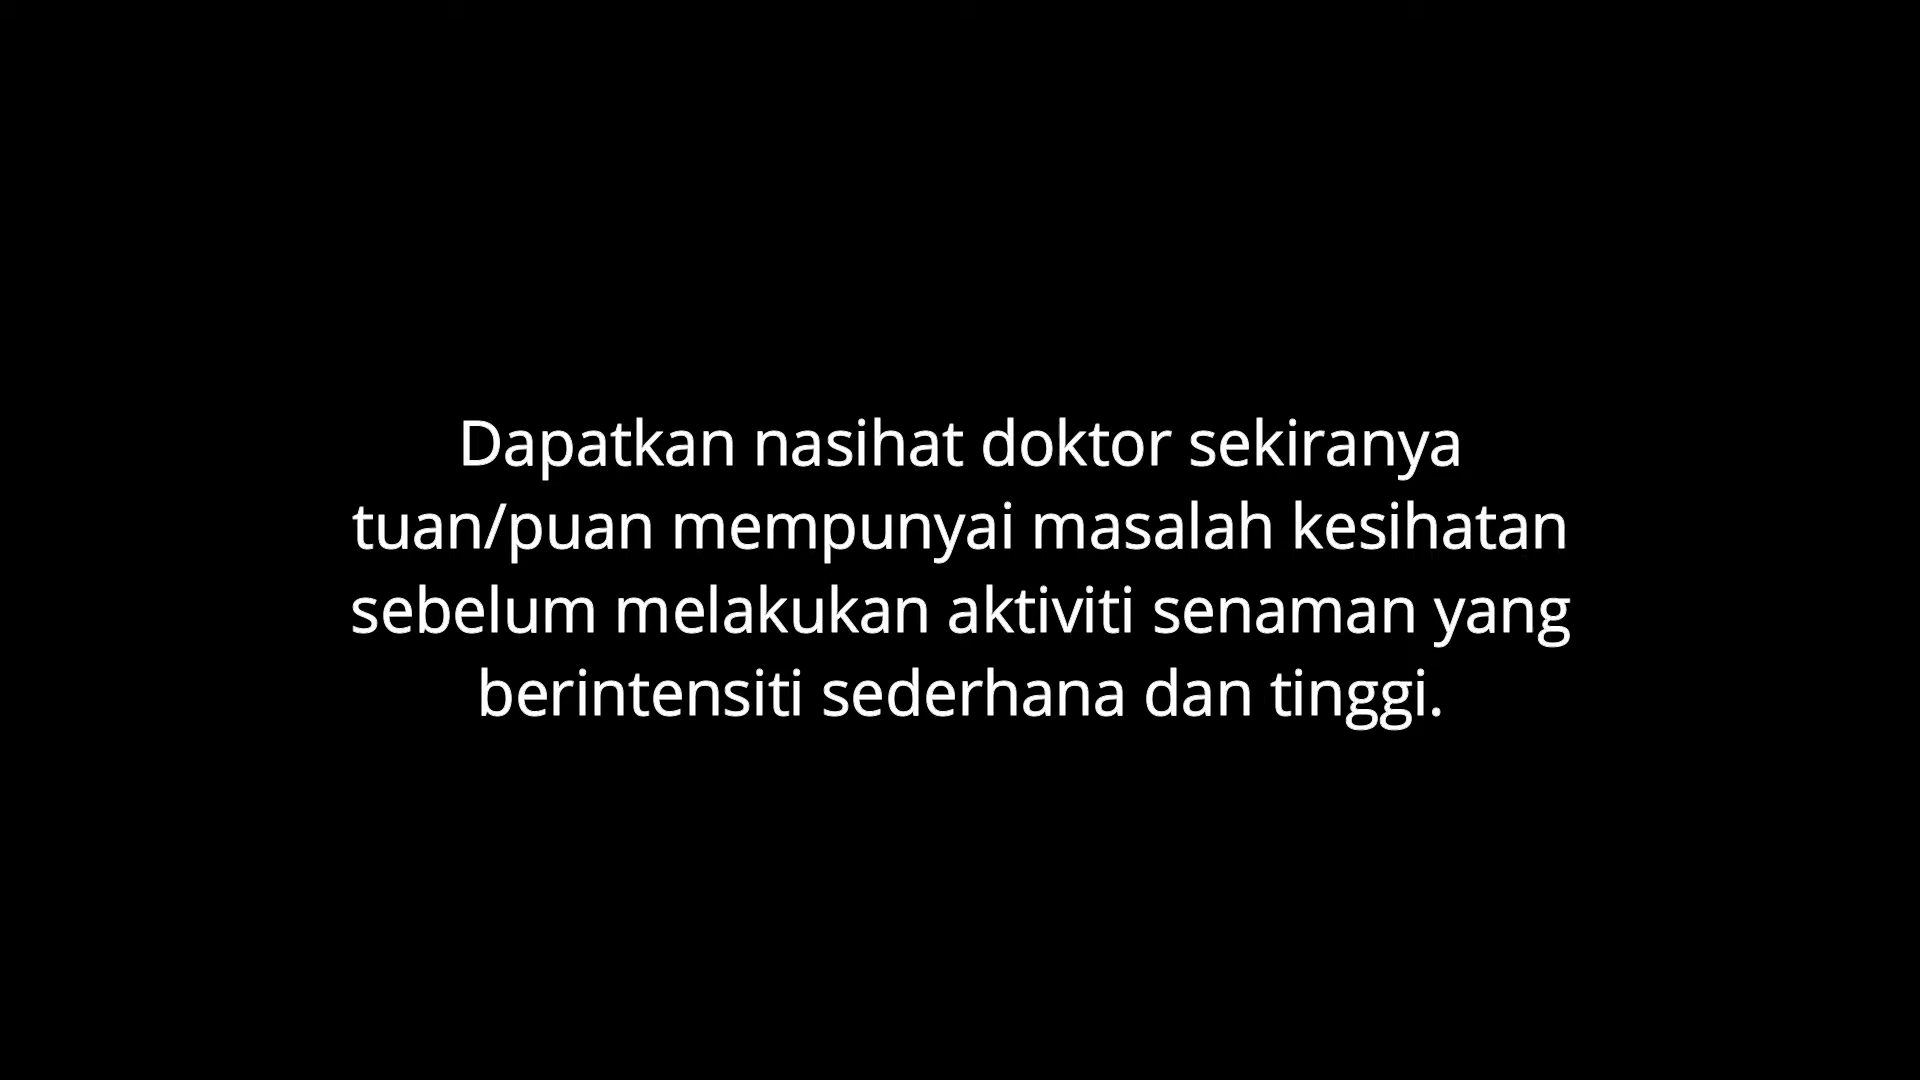 Dapatkan nasihat doktor sekiranya
tuan/puan mempunyai masalah kesihatan
sebelum melakukan aktiviti senaman yang
berintensiti sederhana dan tinggi.